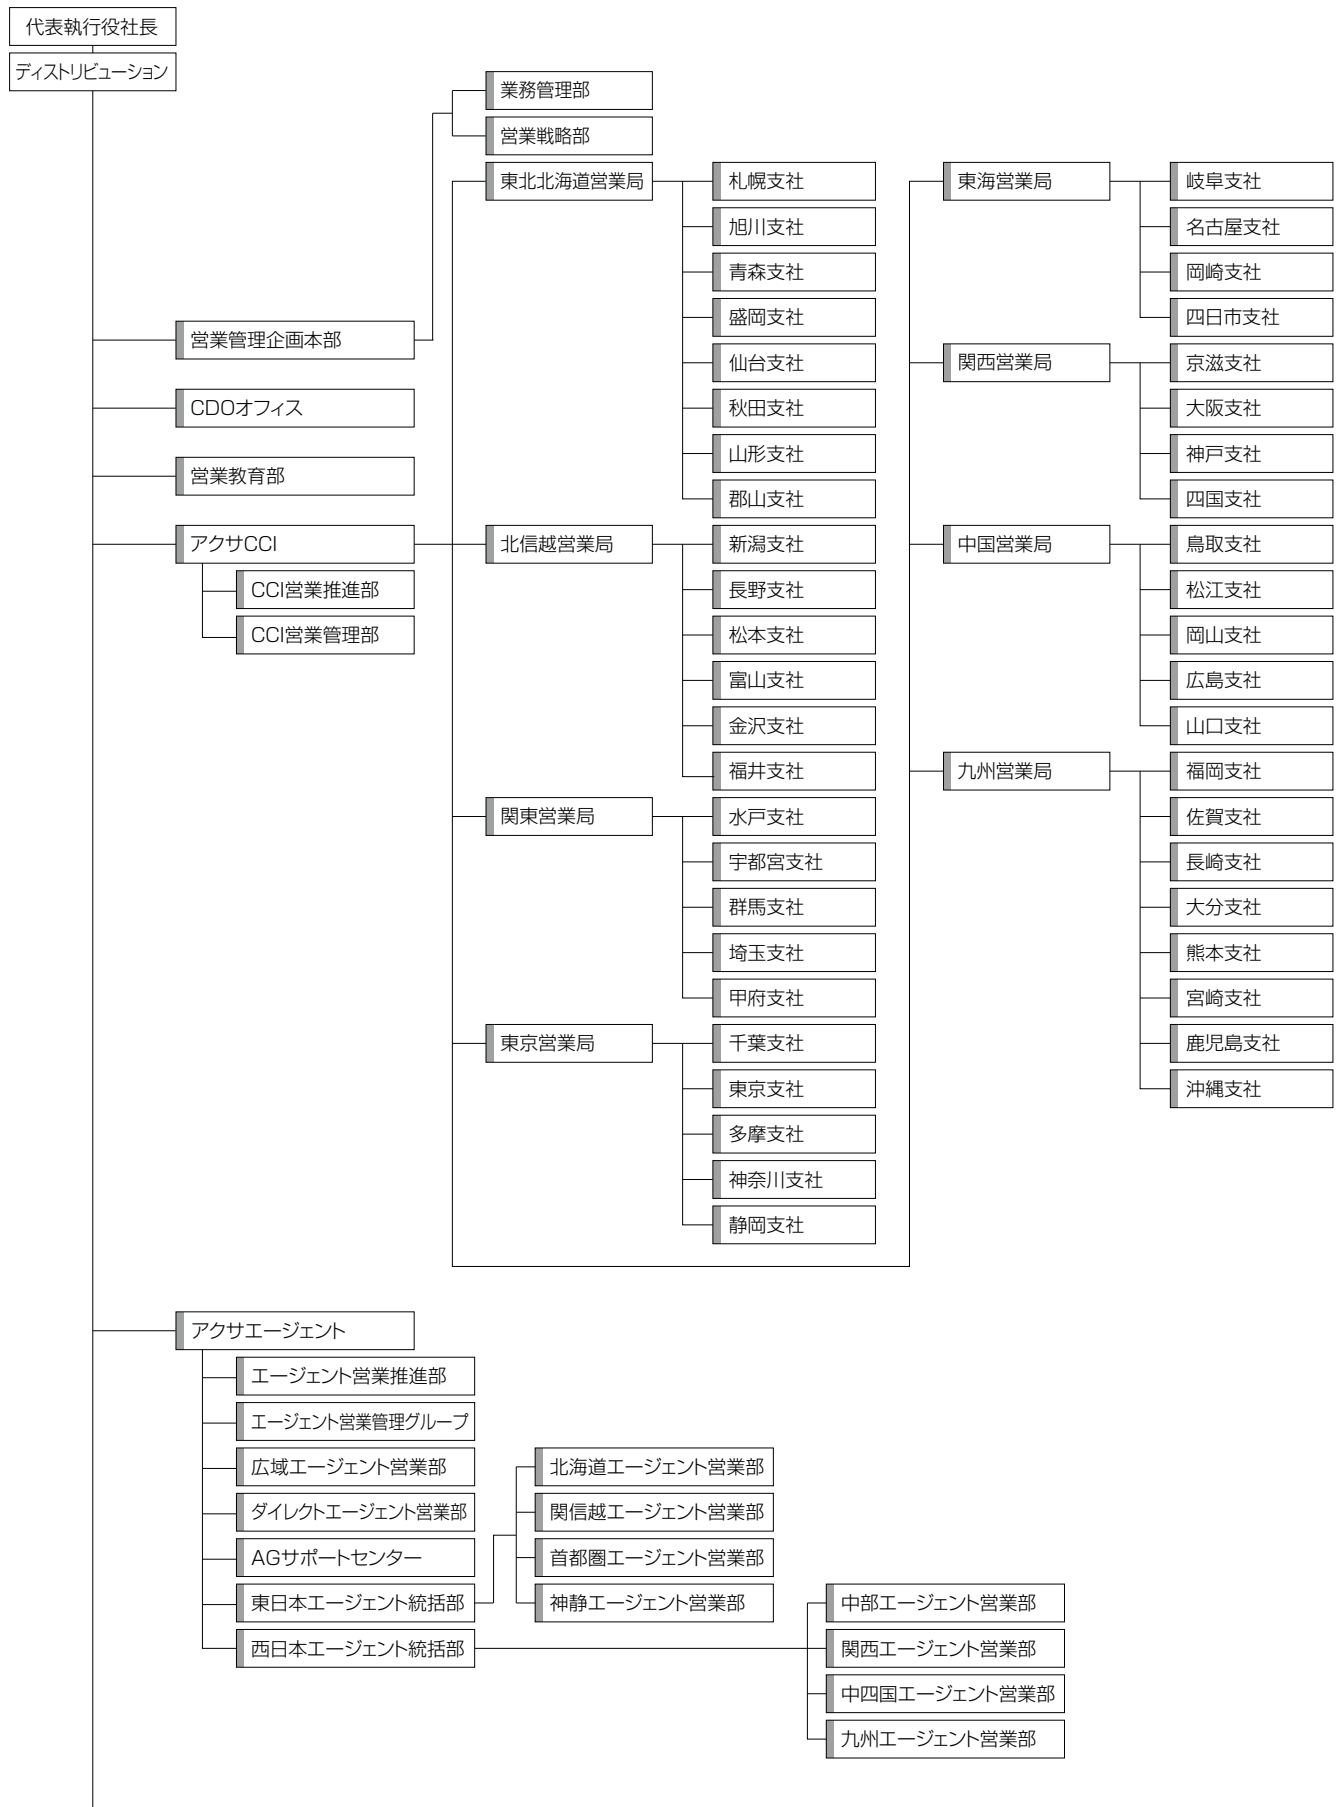 代表執行役社長
ディストリビューション
営業管理企画本部
業務管理部
営業戦略部
CDOオフィス
営業教育部
アクサCCI
CCI営業推進部
CCI営業管理部
東北北海道営業局
札幌支社
旭川支社
青森支社
盛岡支社
仙台支社
秋田支社
山形支社
郡山支社
北信越営業局
新潟支社
長野支社
松本支社
富山支社
金沢支社
福井支社
関東営業局
水戸支社
宇都宮支社
群馬支社
埼玉支社
甲府支社
東京営業局
千葉支社
東京支社
多摩支社
神奈川支社
静岡支社
東海営業局
岐阜支社
名古屋支社
岡崎支社
四日市支社
関西営業局
京滋支社
大阪支社
神戸支社
四国支社
中国営業局
鳥取支社
松江支社
岡山支社
広島支社
山口支社
九州営業局
福岡支社
佐賀支社
長崎支社
大分支社
熊本支社
宮崎支社
鹿児島支社
沖縄支社
アクサエージェント
エージェント営業推進部
エージェント営業管理グループ
広域エージェント営業部
ダイレクトエージェント営業部
AGサポートセンター
東日本エージェント統括部
北海道エージェント営業部
関信越エージェント営業部
首都圏エージェント営業部
神静エージェント営業部
西日本エージェント統括部
中部エージェント営業部
関西エージェント営業部
中四国エージェント営業部
九州エージェント営業部